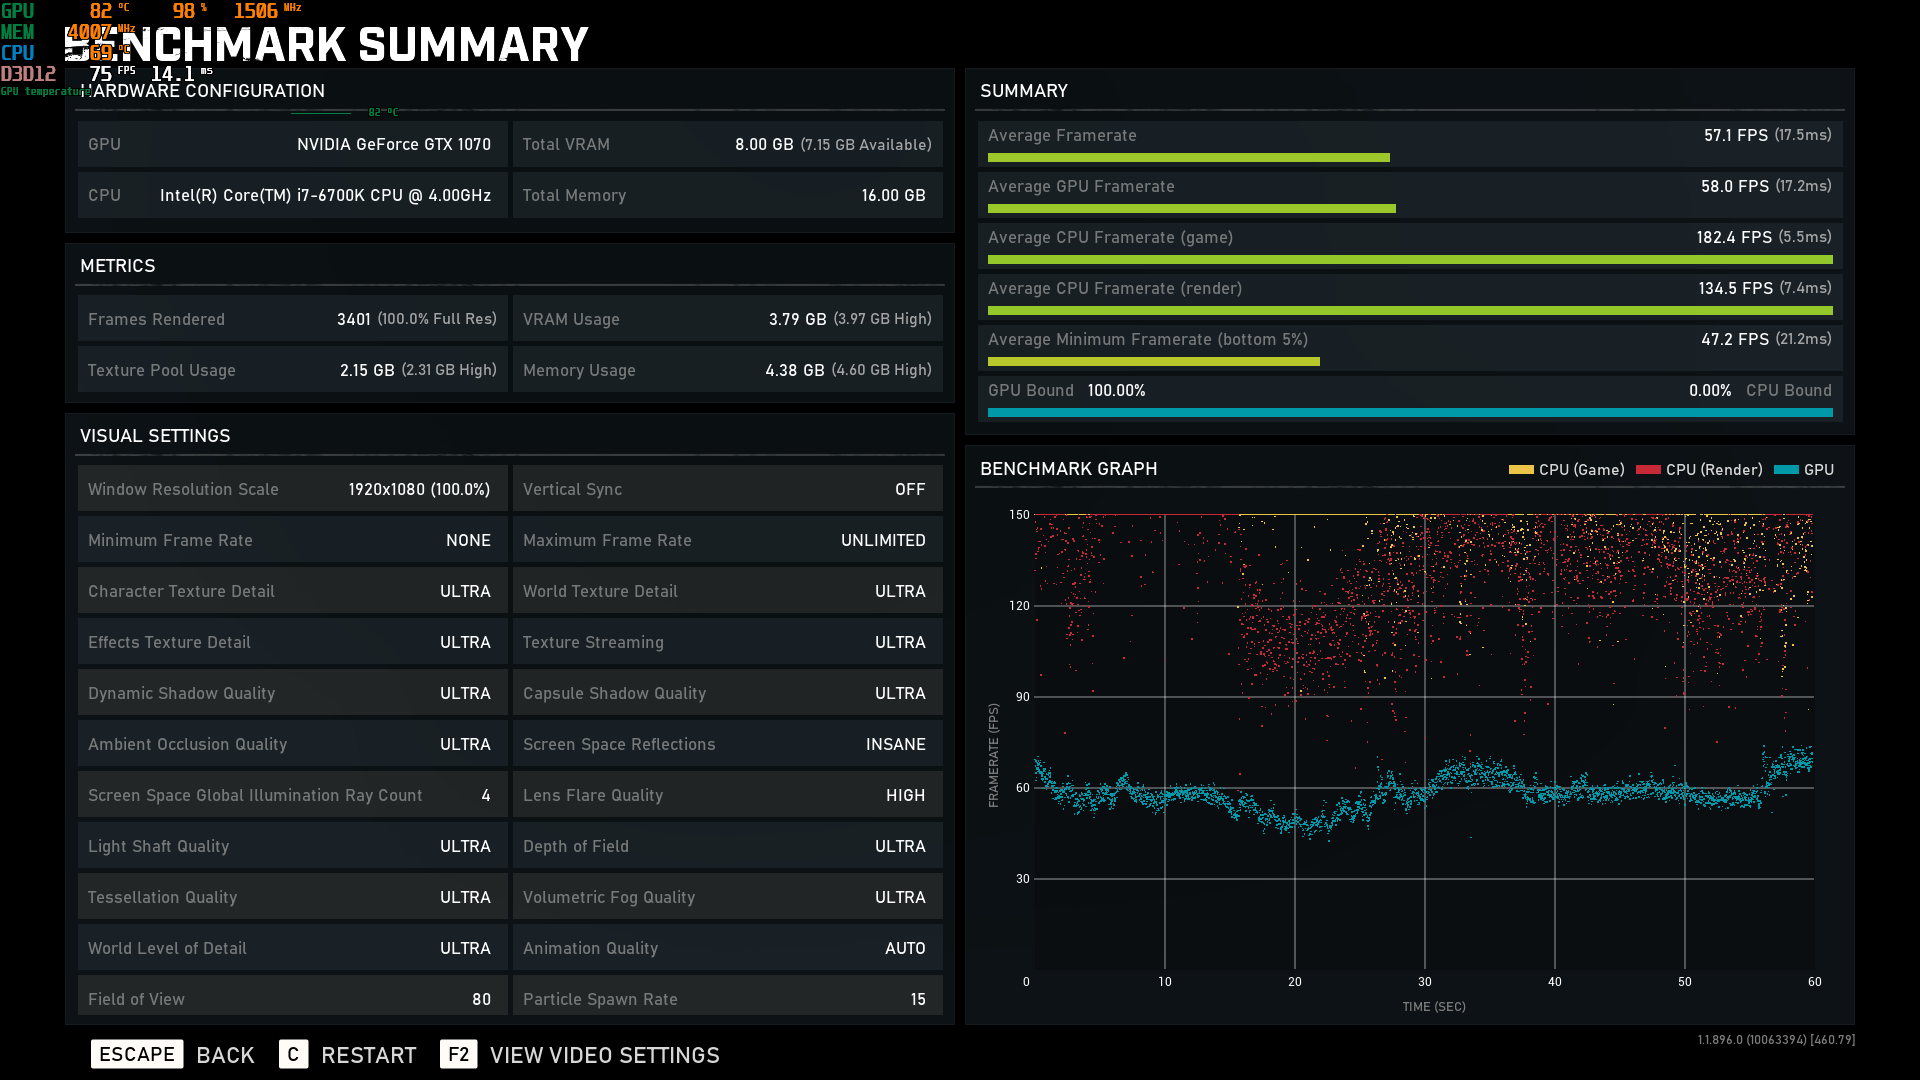 GPU 82 °C 98 % 1506 MHz
MEM 4007 MHz
CPU 69 °C
D3D12 75 FPS 14.1 ms
GPU temperature
82 °C
BENCHMARK SUMMARY
HARDWARE CONFIGURATION
GPU NVIDIA GeForce GTX 1070
Total VRAM 8.00 GB (7.15 GB Available)
CPU Intel(R) Core(TM) i7-6700K CPU @ 4.00GHz
Total Memory 16.00 GB
METRICS
Frames Rendered 3401 (100.0% Full Res)
VRAM Usage 3.79 GB (3.97 GB High)
Texture Pool Usage 2.15 GB (2.31 GB High)
Memory Usage 4.38 GB (4.60 GB High)
VISUAL SETTINGS
Window Resolution Scale 1920x1080 (100.0%)
Vertical Sync OFF
Minimum Frame Rate NONE
Maximum Frame Rate UNLIMITED
Character Texture Detail ULTRA
World Texture Detail ULTRA
Effects Texture Detail ULTRA
Texture Streaming ULTRA
Dynamic Shadow Quality ULTRA
Capsule Shadow Quality ULTRA
Ambient Occlusion Quality ULTRA
Screen Space Reflections INSANE
Screen Space Global Illumination Ray Count 4
Lens Flare Quality HIGH
Light Shaft Quality ULTRA
Depth of Field ULTRA
Tessellation Quality ULTRA
Volumetric Fog Quality ULTRA
World Level of Detail ULTRA
Animation Quality AUTO
Field of View 80
Particle Spawn Rate 15
SUMMARY
Average Framerate 57.1 FPS (17.5ms)
Average GPU Framerate 58.0 FPS (17.2ms)
Average CPU Framerate (game) 182.4 FPS (5.5ms)
Average CPU Framerate (render) 134.5 FPS (7.4ms)
Average Minimum Framerate (bottom 5%) 47.2 FPS (21.2ms)
GPU Bound 100.00% 0.00% CPU Bound
BENCHMARK GRAPH
CPU (Game) CPU (Render) GPU
150
120
90
60
30
FRAMERATE (FPS)
0 10 20 30 40 50 60
TIME (SEC)
1.1.896.0 (10063394) [460.79]
ESCAPE BACK C RESTART F2 VIEW VIDEO SETTINGS